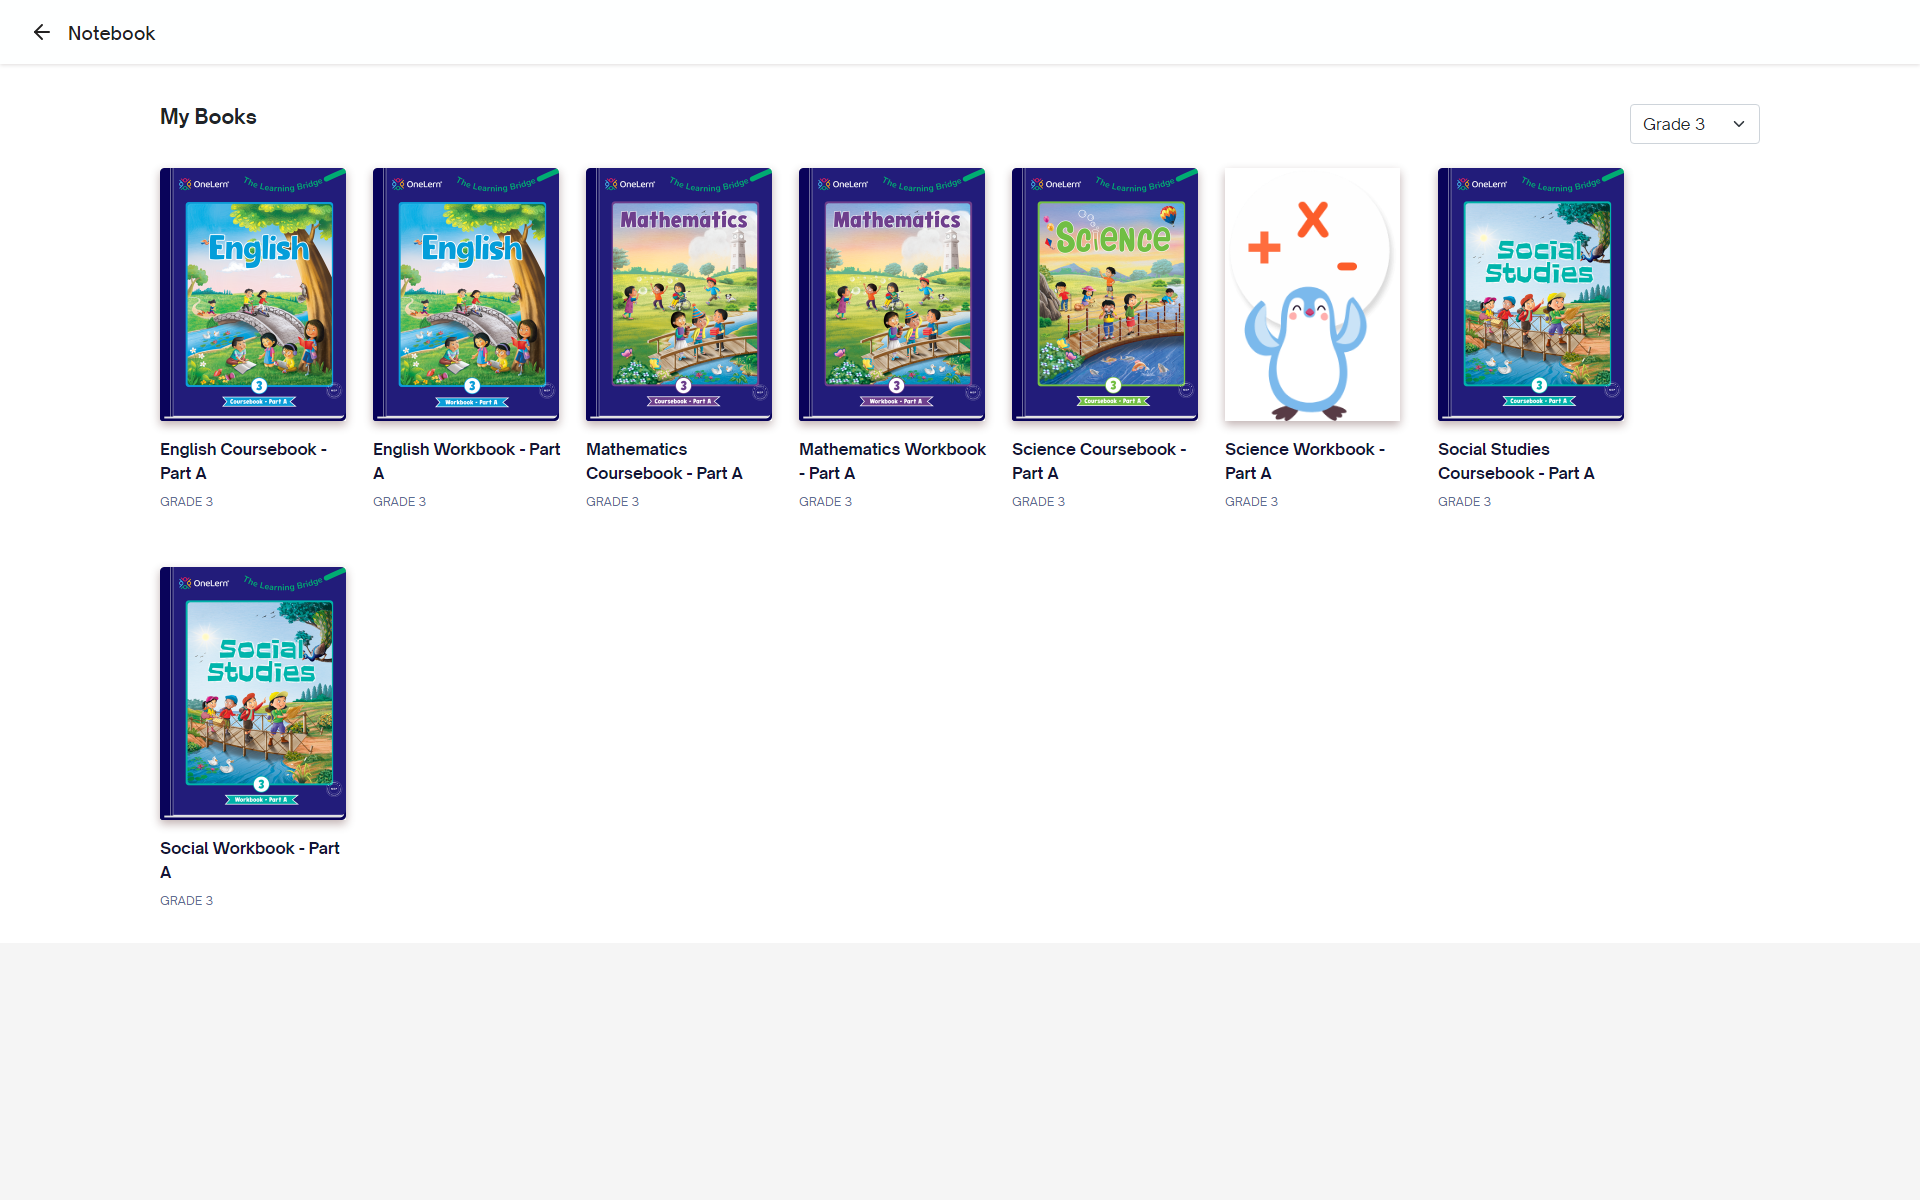 Notebook
My Books
Grade 3
OneLern
The Learning Bridge
English
3
Coursebook - Part A
OneLern
The Learning Bridge
English
3
Workbook - Part A
OneLern
The Learning Bridge
Mathematics
3
Coursebook - Part A
OneLern
The Learning Bridge
Mathematics
3
Workbook - Part A
OneLern
The Learning Bridge
Science
3
Coursebook - Part A
+ X -
OneLern
The Learning Bridge
Social
Studies
3
Coursebook - Part A
English Coursebook -
Part A
GRADE 3
English Workbook - Part
A
GRADE 3
Mathematics
Coursebook - Part A
GRADE 3
Mathematics Workbook
- Part A
GRADE 3
Science Coursebook -
Part A
GRADE 3
Science Workbook -
Part A
GRADE 3
Social Studies
Coursebook - Part A
GRADE 3
OneLern
The Learning Bridge
Social
Studies
3
Workbook - Part A
Social Workbook - Part
A
GRADE 3